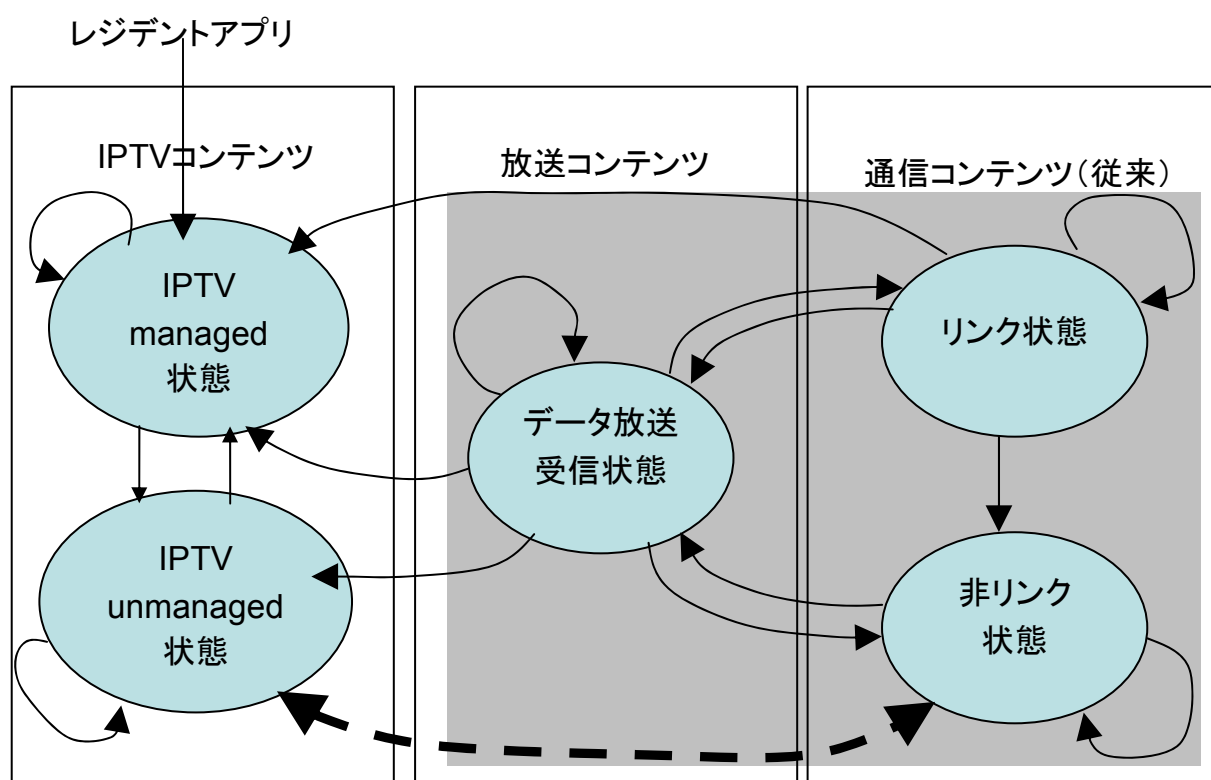 レジデントアプリ
IPTVコンテンツ
放送コンテンツ
通信コンテンツ(従来)
IPTV
managed
状態
リンク状態
データ放送
受信状態
IPTV
unmanaged
状態
非リンク
状態